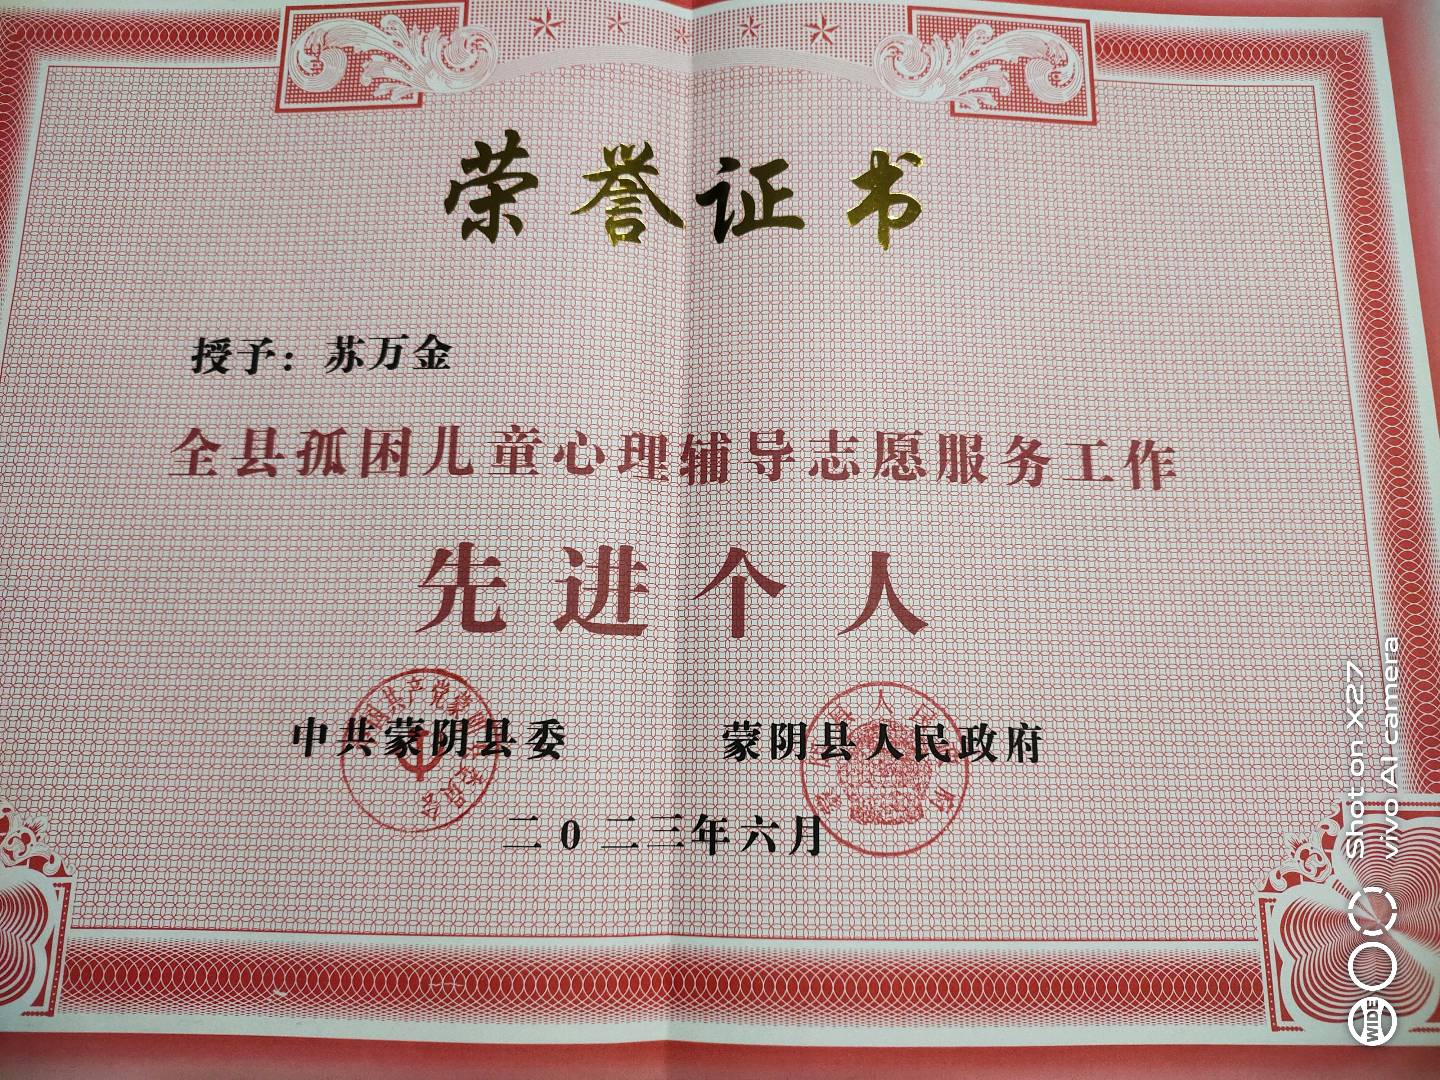 荣誉证书
授予：苏万金
全县孤困儿童心理辅导志愿服务工作
先进个人
中共蒙阴县委 蒙阴县人民政府
二0二三年六月
Shot on X27
vivo AI camera
WIDE